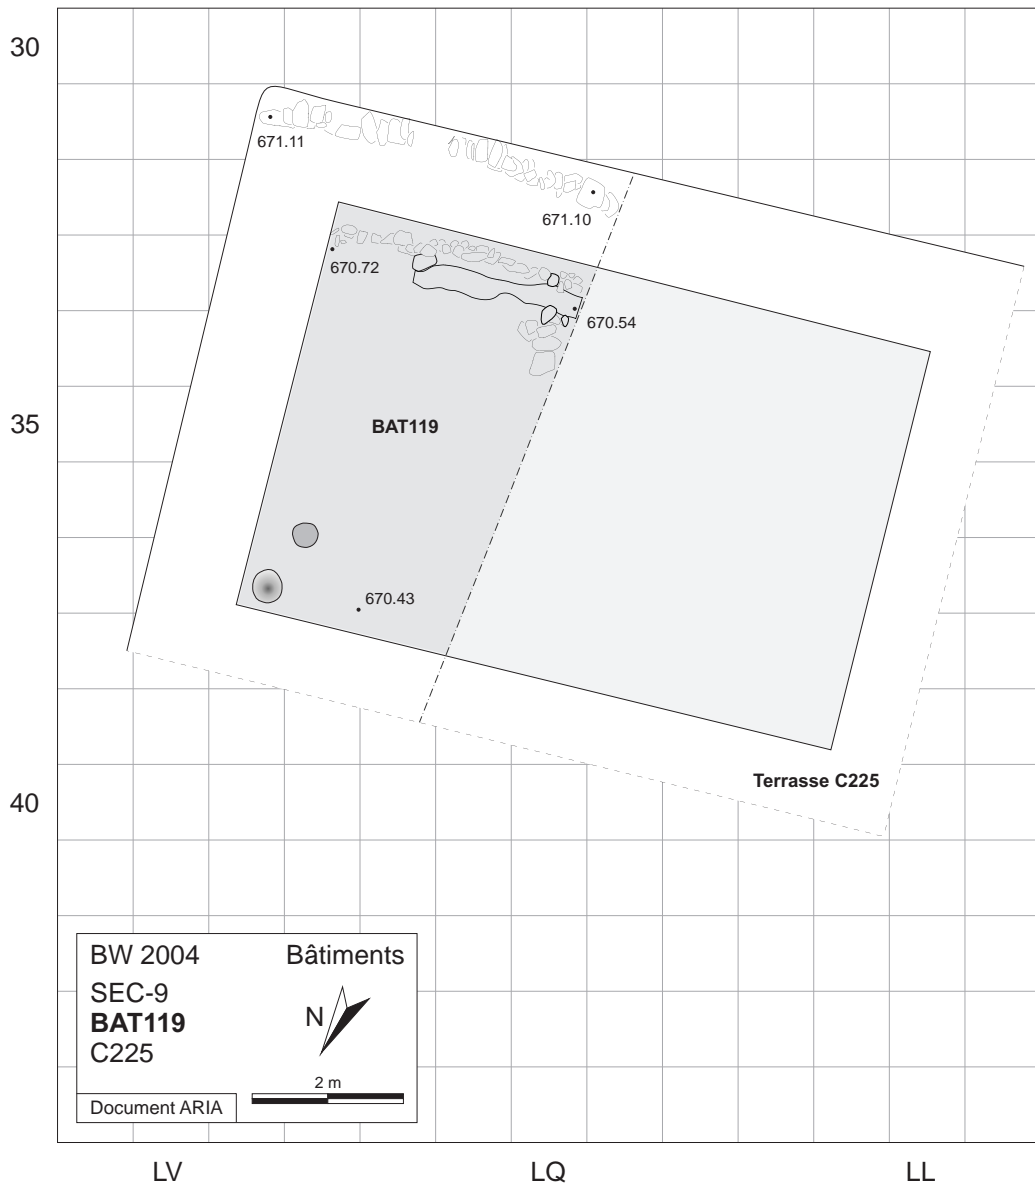 30
671.11
671.10
670.72
670.54
35
BAT119
670.43
Terrasse C225
40
BW 2004 Bâtiments
SEC-9
BAT119
C225
N
2 m
Document ARIA
LV LQ LL